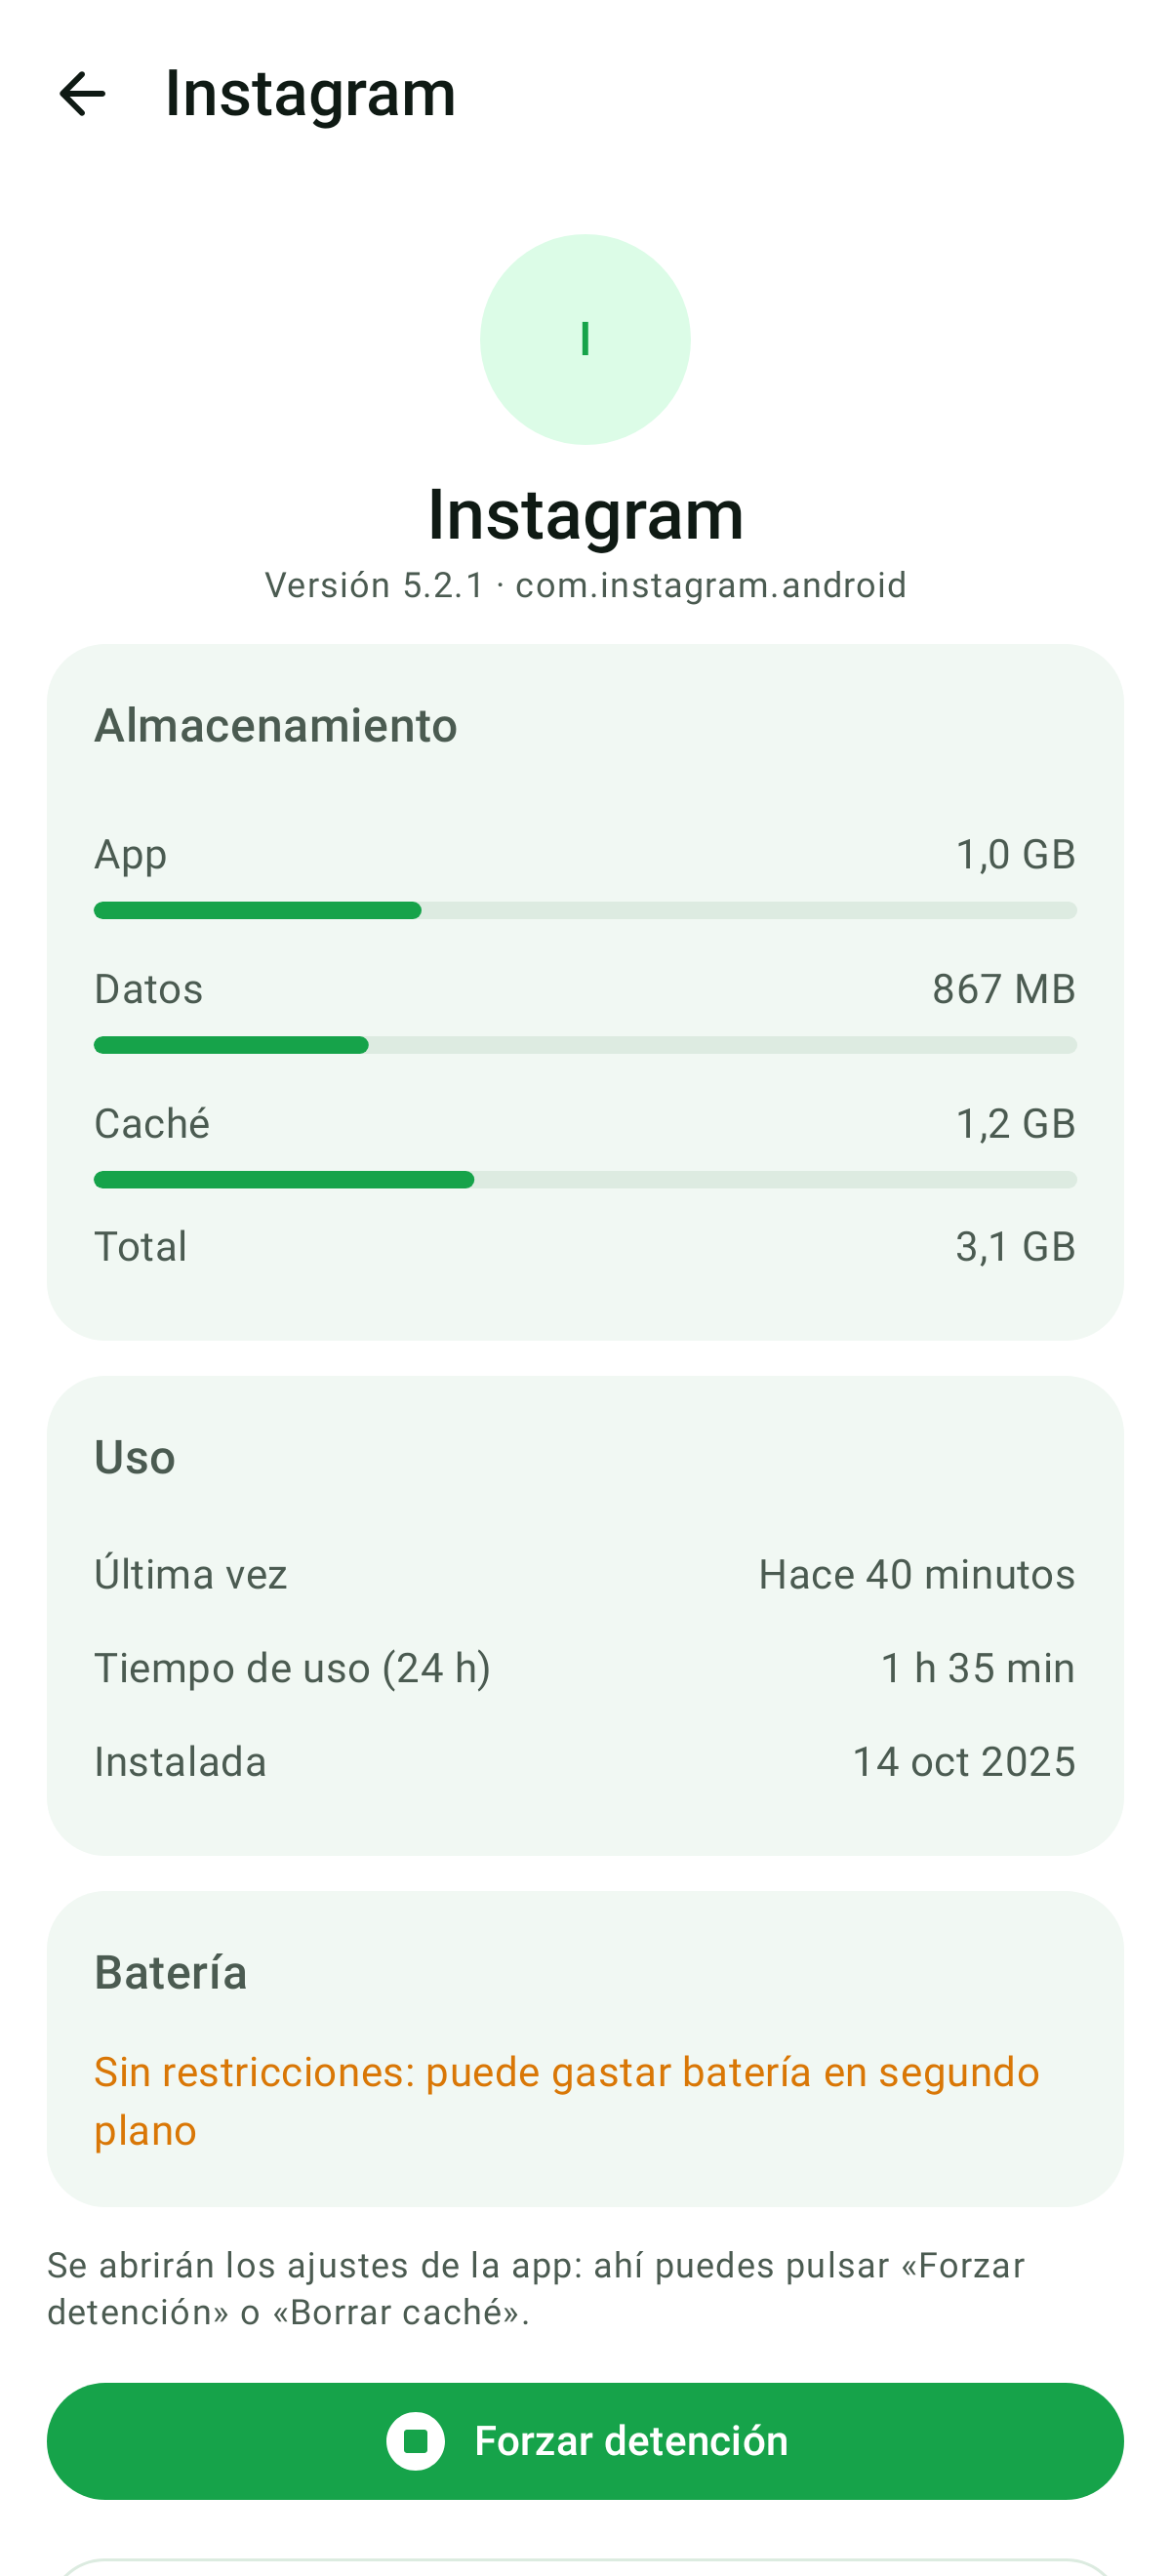 Instagram
I
Instagram
Versión 5.2.1 · com.instagram.android
Almacenamiento
App 1,0 GB
Datos 867 MB
Caché 1,2 GB
Total 3,1 GB
Uso
Última vez Hace 40 minutos
Tiempo de uso (24 h) 1 h 35 min
Instalada 14 oct 2025
Batería
Sin restricciones: puede gastar batería en segundo
plano
Se abrirán los ajustes de la app: ahí puedes pulsar «Forzar
detención» o «Borrar caché».
Forzar detención